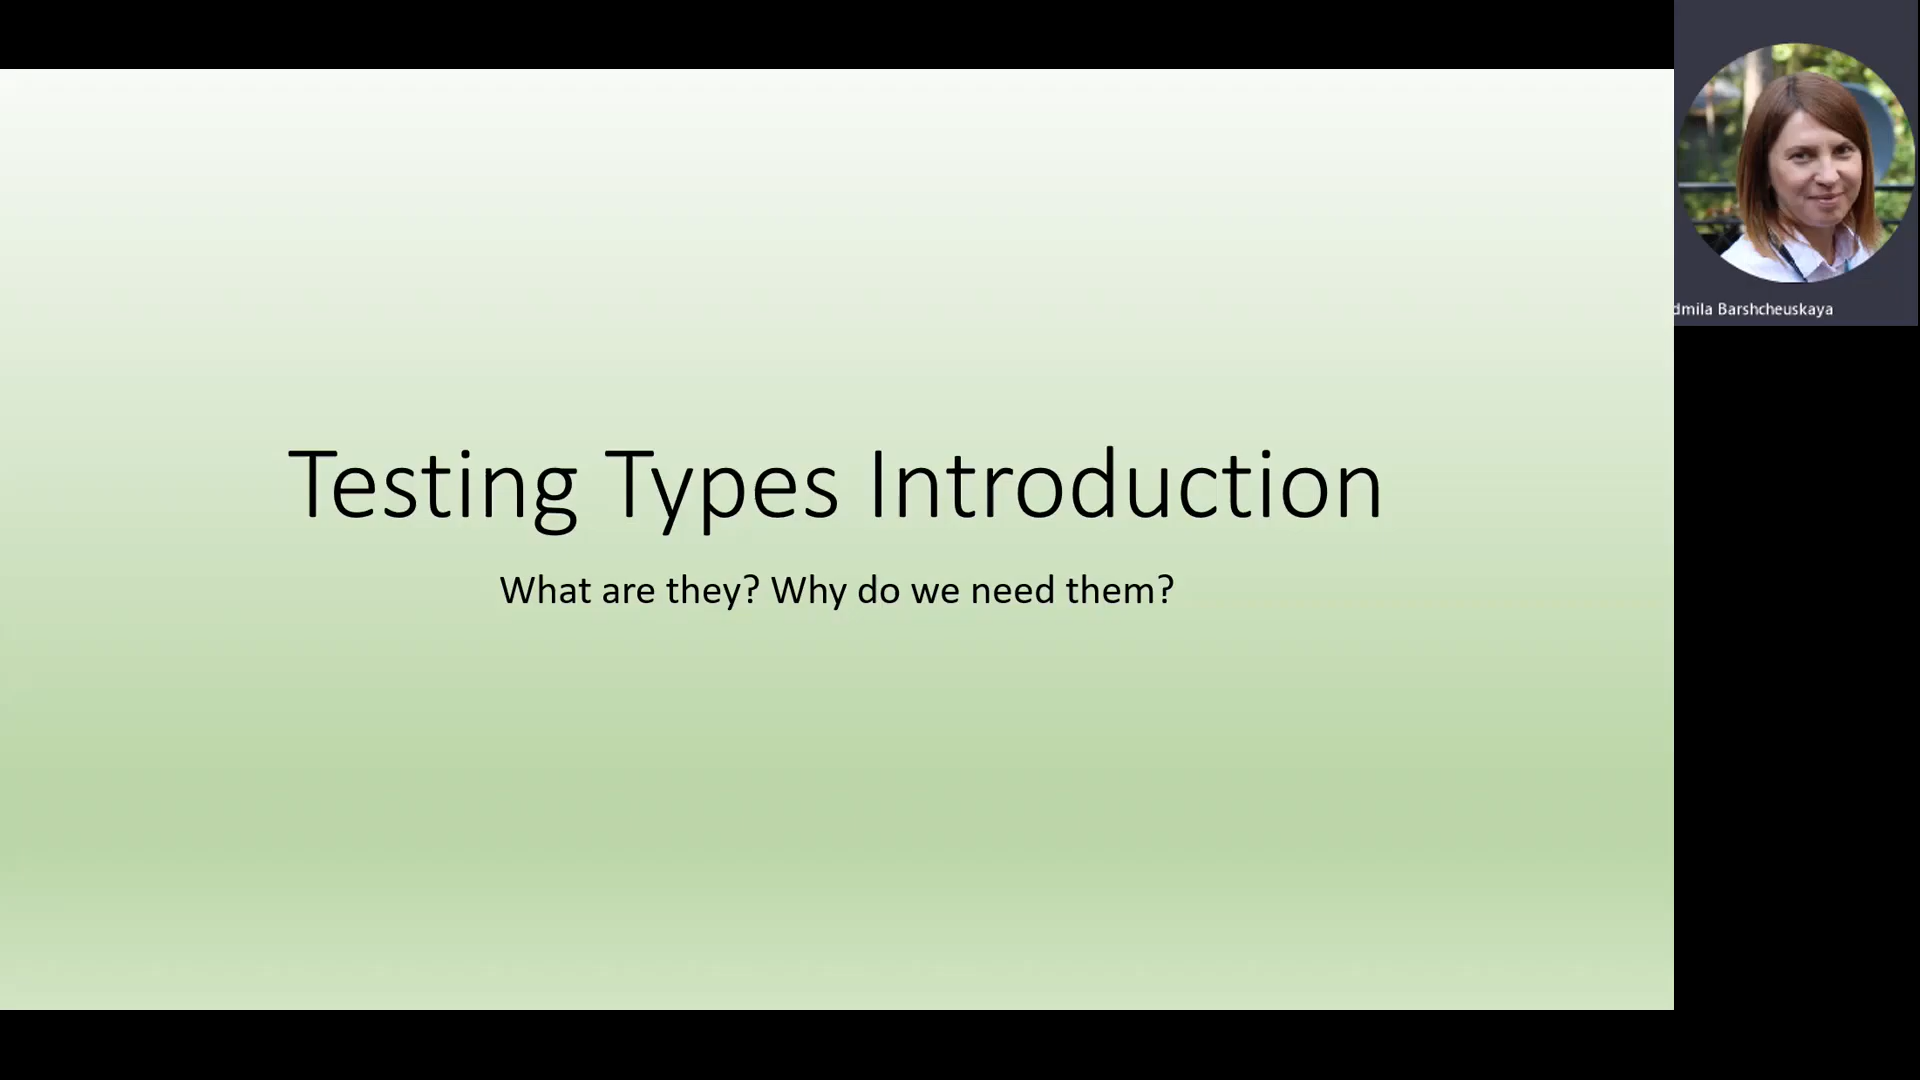 Testing Types Introduction
What are they? Why do we need them?
dmila Barshcheuskaya